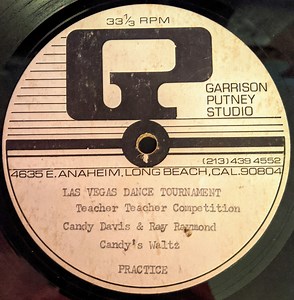 33⅓ RPM
GP
GARRISON
PUTNEY
STUDIO
(213) 439 4552
4635 E. ANAHEIM, LONG BEACH, CAL. 90804
LAS VEGAS DANCE TOURNAMENT
Teacher Teacher Competition
Candy Davis & Ray Raymond
Candy's Waltz
PRACTICE